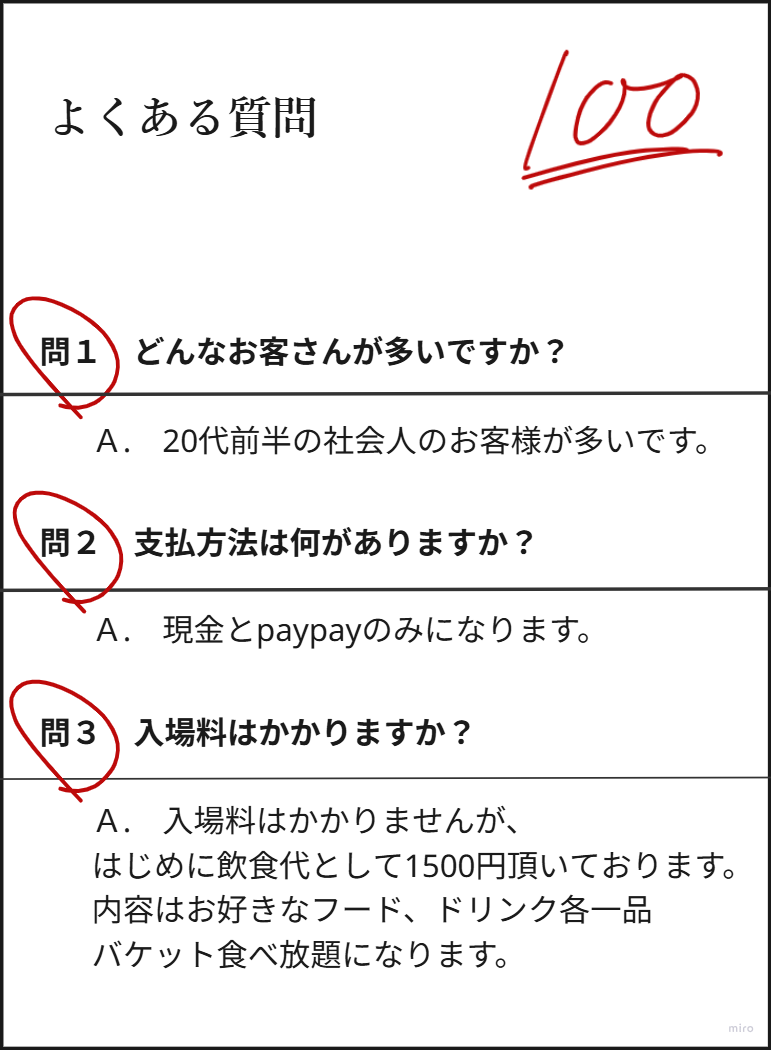 よくある質問
100
問１　どんなお客さんが多いですか？
Ａ．　20代前半の社会人のお客様が多いです。
問２　支払方法は何がありますか？
Ａ．　現金とpaypayのみになります。
問３　入場料はかかりますか？
Ａ．　入場料はかかりませんが、
はじめに飲食代として1500円頂いております。
内容はお好きなフード、ドリンク各一品
バケット食べ放題になります。
miro